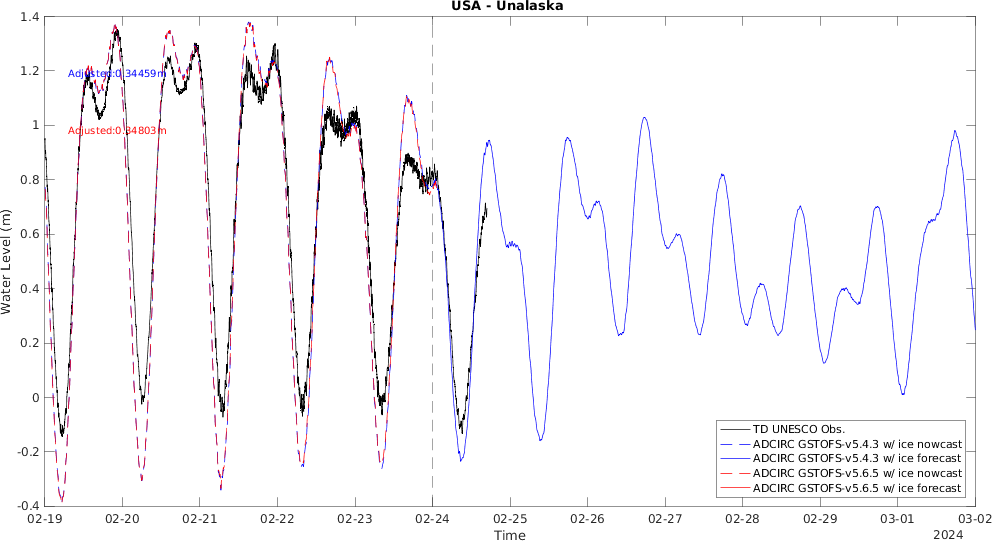 USA - Unalaska
1.4
1.2
1
0.8
0.6
0.4
0.2
0
-0.2
-0.4
Water Level (m)
Adjusted:0.34459m
Adjusted:0.34803m
02-19 02-20 02-21 02-22 02-23 02-24 02-25 02-26 02-27 02-28 02-29 03-01 03-02
Time
2024
TD UNESCO Obs.
ADCIRC GSTOFS-v5.4.3 w/ ice nowcast
ADCIRC GSTOFS-v5.4.3 w/ ice forecast
ADCIRC GSTOFS-v5.6.5 w/ ice nowcast
ADCIRC GSTOFS-v5.6.5 w/ ice forecast